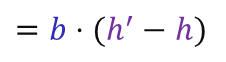 = b · (h′ − h)